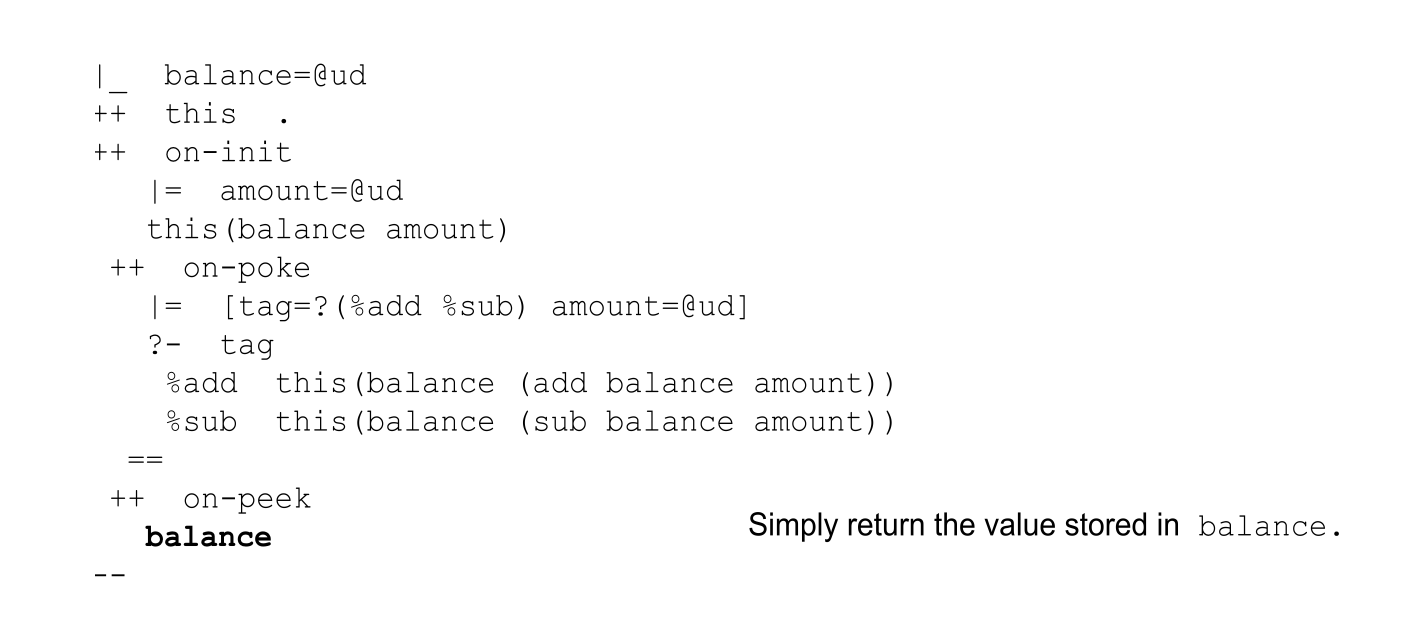 |_  balance=@ud
++  this  .
++  on-init
   |=  amount=@ud
   this(balance amount)
 ++  on-poke
   |=  [tag=?(%add %sub) amount=@ud]
   ?-  tag
    %add  this(balance (add balance amount))
    %sub  this(balance (sub balance amount))
  ==
 ++  on-peek
   balance
Simply return the value stored in balance.
--